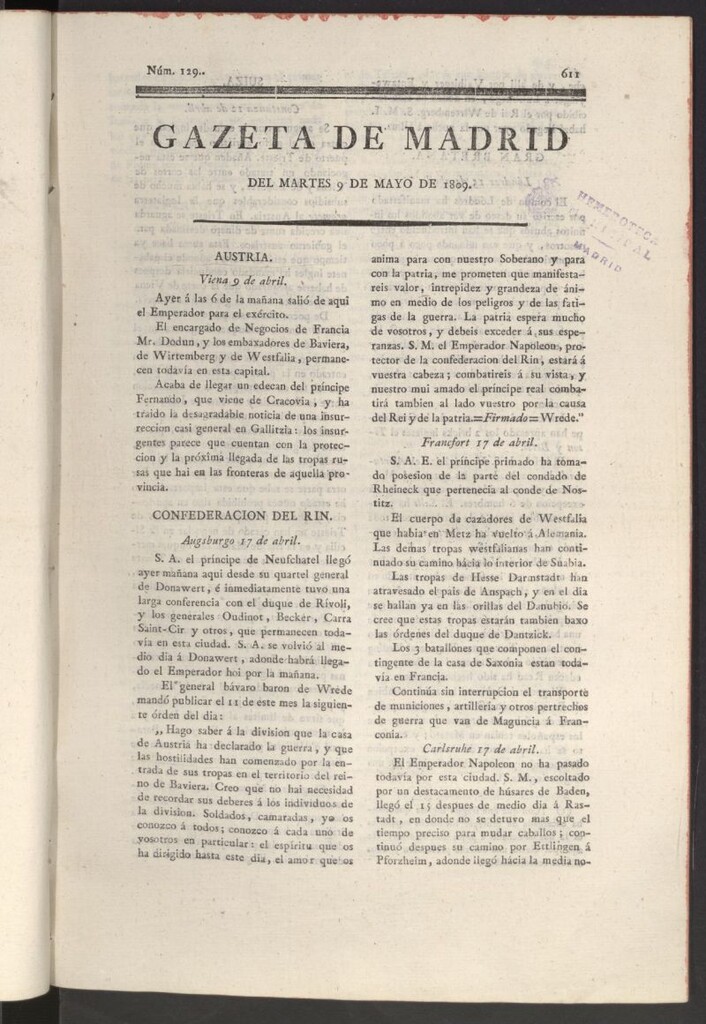 Núm. 129..
611
GAZETA DE MADRID
DEL MARTES 9 DE MAYO DE 1809.
HEMEROTECA
MADRID
AUSTRIA.
Viena 9 de abril.
Ayer á las 6 de la mañana salió de aqui
el Emperador para el exército.
El encargado de Negocios de Francia
Mr. Dodun, y los embaxadores de Baviera,
de Wirtemberg y de Westfalia, permane-
cen todavía en esta capital.
Acaba de llegar un edecan del príncipe
Fernando, que viene de Cracovia, y ha
traido la desagradable noticia de una insur-
reccion casi general en Gallitzia: los insur-
gentes parece que cuentan con la protec-
cion y la próxima llegada de las tropas ru-
sas que hai en las fronteras de aquella pro-
vincia.
CONFEDERACION DEL RIN.
Augsburgo 17 de abril.
S. A. el príncipe de Neufchatel llegó
ayer mañana aqui desde su quartel general
de Donawert, é inmediatamente tuvo una
larga conferencia con el duque de Rívoli,
y los generales Oudinot, Becker, Carra
Saint-Cir y otros, que permanecen toda-
vía en esta ciudad. S. A. se volvió al me-
dio dia á Donawert, adonde habrá llega-
do el Emperador hoi por la mañana.
El general bávaro baron de Wrede
mandó publicar el 11 de este mes la siguien-
te órden del dia:
„Hago saber á la division que la casa
de Austria ha declarado la guerra, y que
las hostilidades han comenzado por la en-
trada de sus tropas en el territorio del rei-
no de Baviera. Creo que no hai necesidad
de recordar sus deberes á los individuos de
la division. Soldados, camaradas, yo os
conozco á todos; conozco á cada uno de
vosotros en particular: el espíritu que os
ha dirigido hasta este dia, el amor que os
anima para con nuestro Soberano y para
con la patria, me prometen que manifesta-
reis valor, intrepidez y grandeza de áni-
mo en medio de los peligros y de las fati-
gas de la guerra. La patria espera mucho
de vosotros, y debeis exceder á sus espe-
ranzas. S. M. el Emperador Napoleon, pro-
tector de la confederacion del Rin, estará á
vuestra cabeza; combatireis á su vista, y
nuestro mui amado el príncipe real comba-
tirá tambien al lado vuestro por la causa
del Rei y de la patria.=Firmado=Wrede."
Francfort 17 de abril.
S. A. E. el príncipe primado ha toma-
do posesion de la parte del condado de
Rheineck que pertenecía al conde de Nos-
titz.
El cuerpo de cazadores de Westfalia
que habia en Metz ha vuelto á Alemania.
Las demas tropas westfalianas han conti-
nuado su camino hácia lo interior de Suabia.
Las tropas de Hesse Darmstadt han
atravesado el pais de Anspach, y en el dia
se hallan ya en las orillas del Danubio. Se
cree que estas tropas estarán tambien baxo
las órdenes del duque de Dantzick.
Los 3 batallones que componen el con-
tingente de la casa de Saxonia estan toda-
vía en Francia.
Continúa sin interrupcion el transporte
de municiones, artillería y otros pertrechos
de guerra que van de Maguncia á Fran-
conia.
Carlsruhe 17 de abril.
El Emperador Napoleon no ha pasado
todavia por esta ciudad. S. M., escoltado
por un destacamento de húsares de Baden,
llegó el 15 despues de medio dia á Ras-
tadt, en donde no se detuvo mas que el
tiempo preciso para mudar caballos; con-
tinuó despues su camino por Ettlingen á
Pforzheim, adonde llegó hácia la media no-